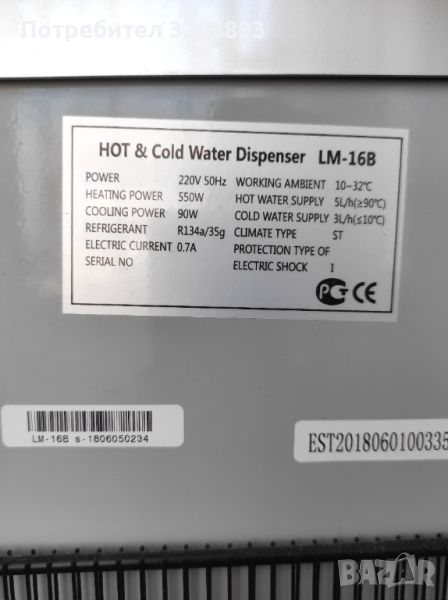 HOT & Cold Water Dispenser LM-16B
POWER 220V 50Hz WORKING AMBIENT 10~32℃
HEATING POWER 550W HOT WATER SUPPLY 5L/h(≥90℃)
COOLING POWER 90W COLD WATER SUPPLY 3L/h(≤10℃)
REFRIGERANT R134a/35g CLIMATE TYPE ST
ELECTRIC CURRENT 0.7A PROTECTION TYPE OF
SERIAL NO ELECTRIC SHOCK I
PG CE
LM-16B s-1806050234
EST2018060100335
BAZAR